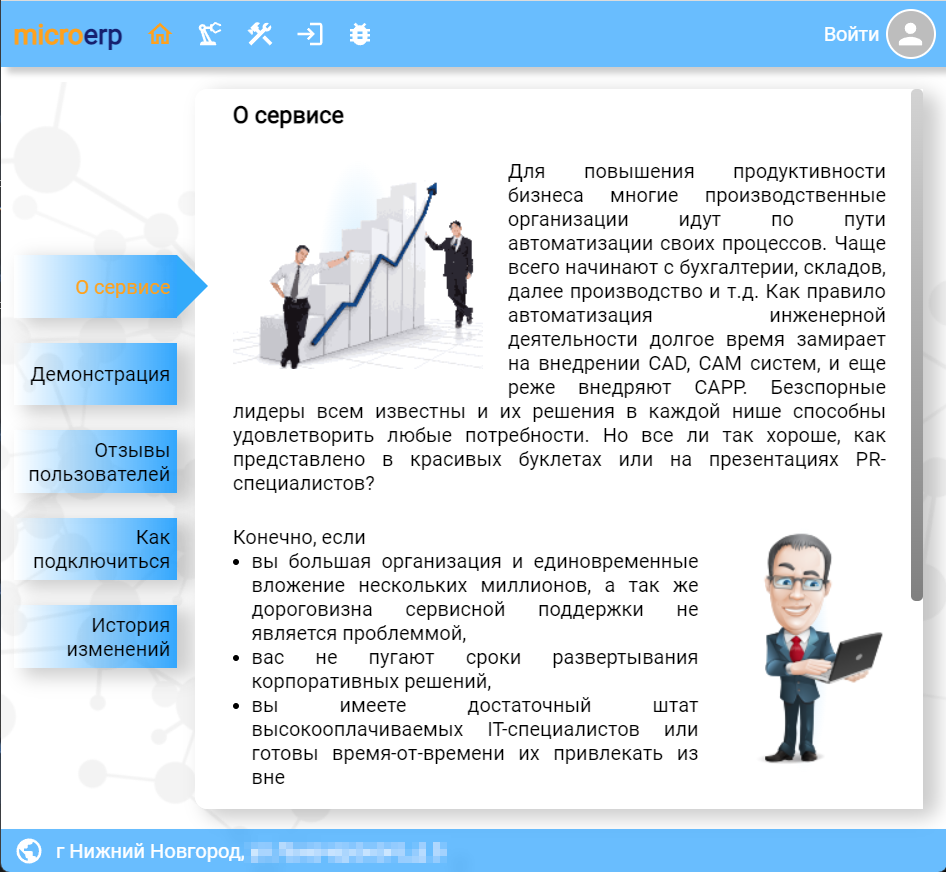 microerp
Войти
О сервисе
Демонстрация
Отзывы
пользователей
Как
подключиться
История
изменений
О сервисе
Для повышения продуктивности
бизнеса многие производственные
организации идут по пути
автоматизации своих процессов. Чаще
всего начинают с бухгалтерии, складов,
далее производство и т.д. Как правило
автоматизация инженерной
деятельности долгое время замирает
на внедрении CAD, CAM систем, и еще
реже внедряют CAPP. Безспорные
лидеры всем известны и их решения в каждой нише способны
удовлетворить любые потребности. Но все ли так хороше, как
представлено в красивых буклетах или на презентациях PR-
специалистов?
Конечно, если
• вы большая организация и единовременные
вложение нескольких миллионов, а так же
дороговизна сервисной поддержки не
является проблеммой,
• вас не пугают сроки развертывания
корпоративных решений,
• вы имеете достаточный штат
высокооплачиваемых IT-специалистов или
готовы время-от-времени их привлекать из
вне
г Нижний Новгород,